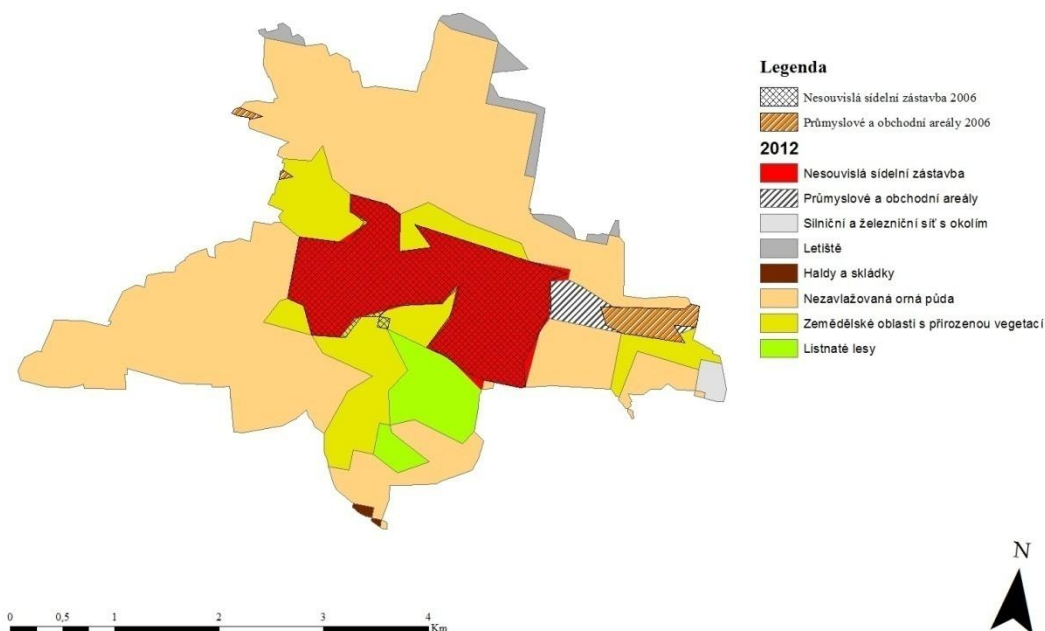 Legenda
Nesouvislá sídelní zástavba 2006
Průmyslové a obchodní areály 2006
2012
Nesouvislá sídelní zástavba
Průmyslové a obchodní areály
Silniční a železniční síť s okolím
Letiště
Haldy a skládky
Nezavlažovaná orná půda
Zemědělské oblasti s přirozenou vegetací
Listnaté lesy
N
0 0,5 1 2 3 4
Km